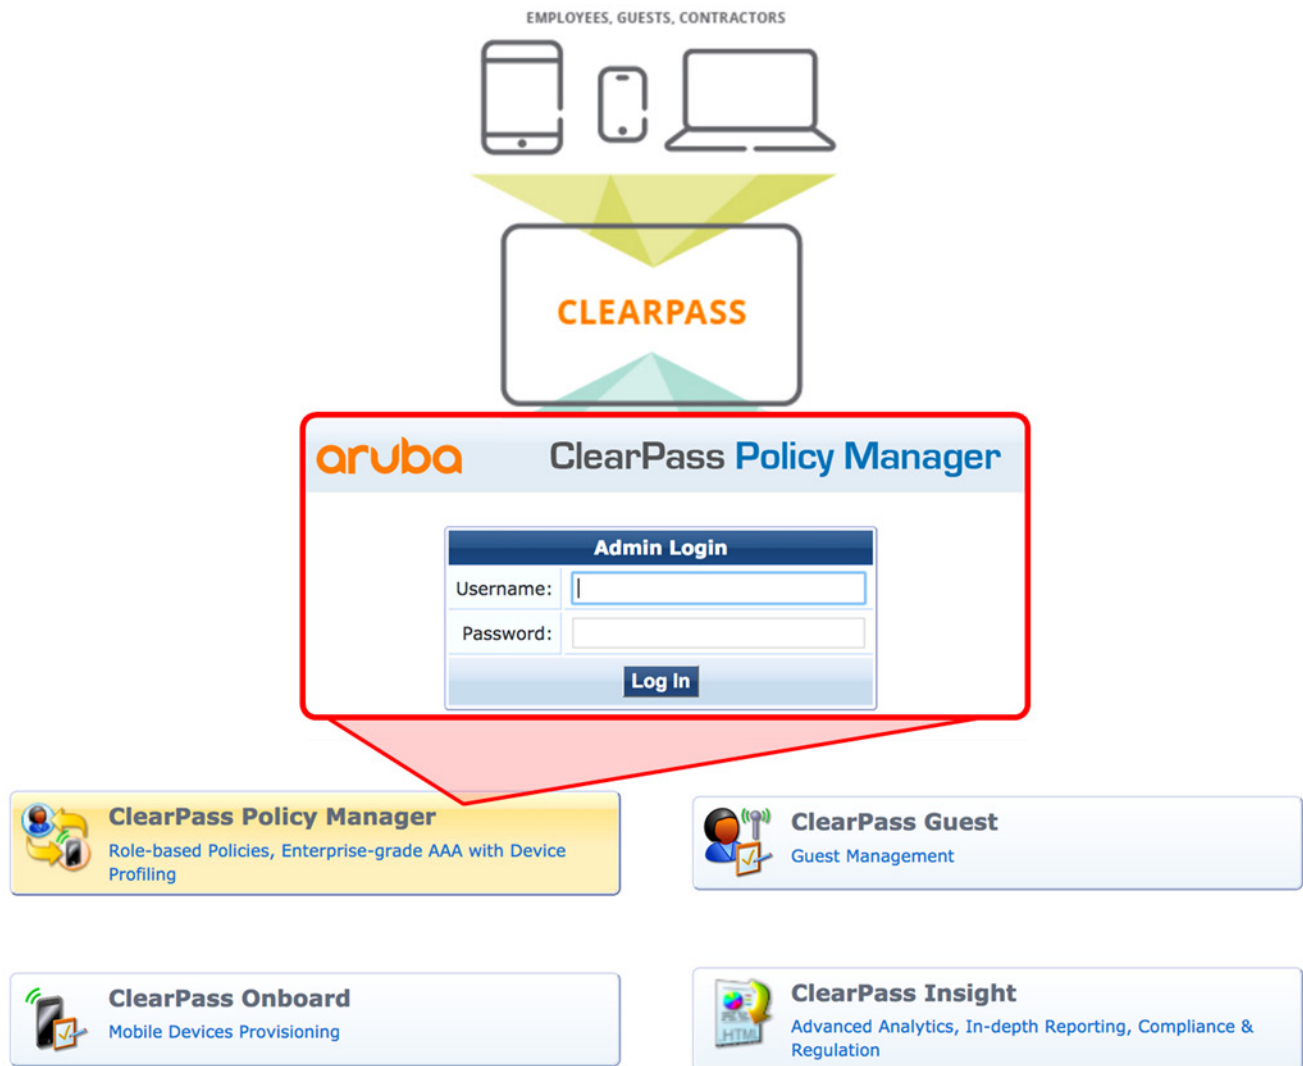 EMPLOYEES, GUESTS, CONTRACTORS
CLEARPASS
aruba
ClearPass Policy Manager
Admin Login
Username:
Password:
Log In
ClearPass Policy Manager
Role-based Policies, Enterprise-grade AAA with Device
Profiling
ClearPass Guest
Guest Management
ClearPass Onboard
Mobile Devices Provisioning
ClearPass Insight
Advanced Analytics, In-depth Reporting, Compliance &
Regulation
.HTML